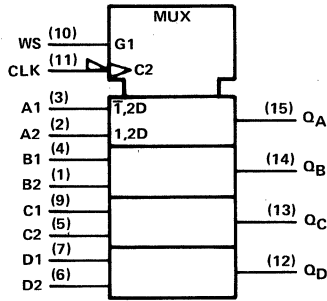 MUX
WS (10) G1
CLK (11) C2
A1 (3) 1̅,2D (15) QA
A2 (2) 1,2D
B1 (4) (14) QB
B2 (1)
C1 (9) (13) QC
C2 (5)
D1 (7) (12) QD
D2 (6)